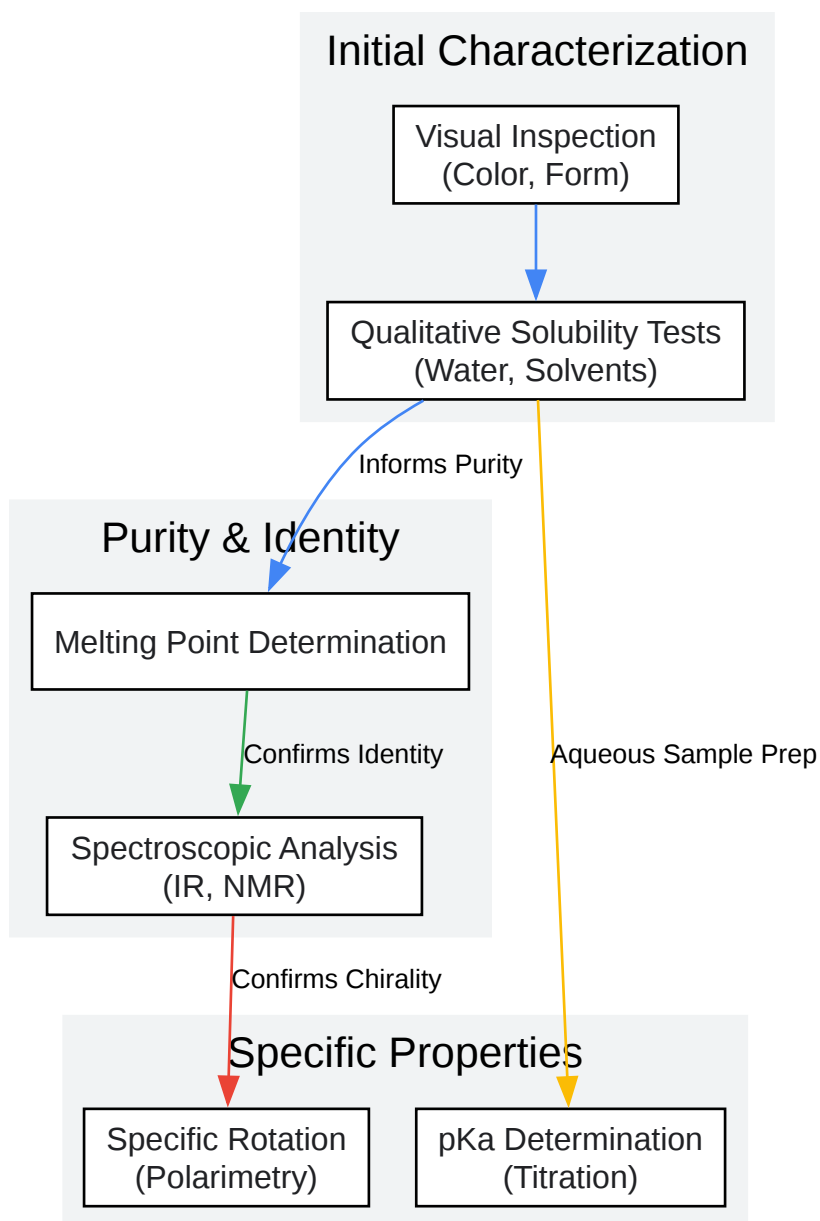 Initial Characterization
Visual Inspection
(Color, Form)
Qualitative Solubility Tests
(Water, Solvents)
Informs Purity
Purity & Identity
Melting Point Determination
Confirms Identity
Aqueous Sample Prep
Spectroscopic Analysis
(IR, NMR)
Confirms Chirality
Specific Properties
Specific Rotation
(Polarimetry)
pKa Determination
(Titration)